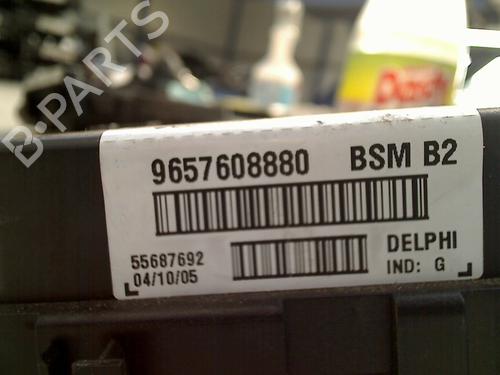 B-PARTS
9657608880 BSM B2
55687692 DELPHI
04/10/05 IND: G